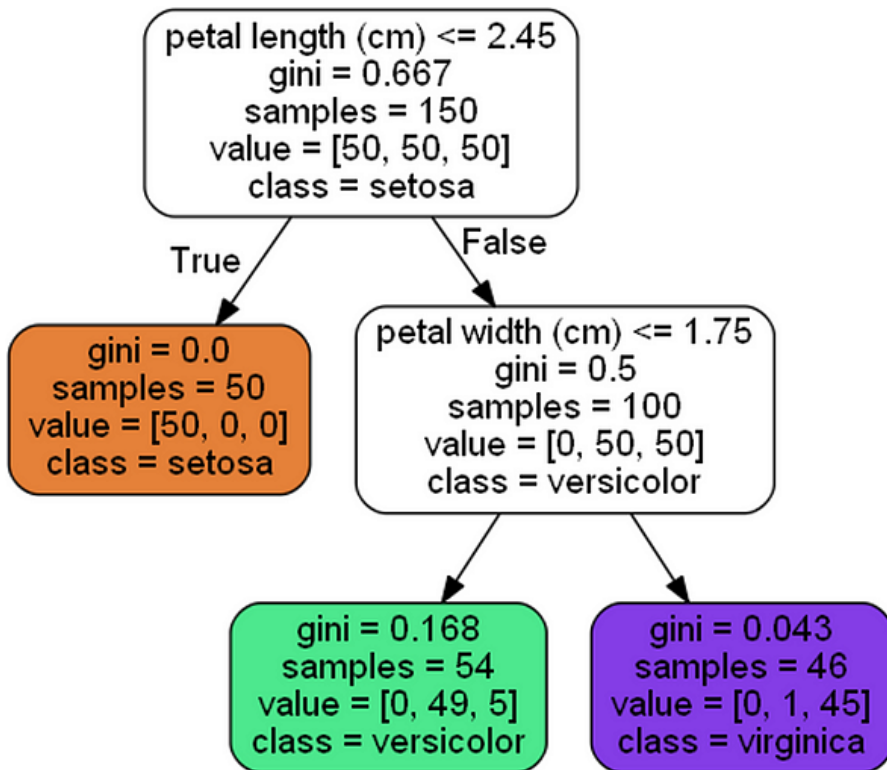 petal length (cm) <= 2.45
gini = 0.667
samples = 150
value = [50, 50, 50]
class = setosa
True
False
gini = 0.0
samples = 50
value = [50, 0, 0]
class = setosa
petal width (cm) <= 1.75
gini = 0.5
samples = 100
value = [0, 50, 50]
class = versicolor
gini = 0.168
samples = 54
value = [0, 49, 5]
class = versicolor
gini = 0.043
samples = 46
value = [0, 1, 45]
class = virginica